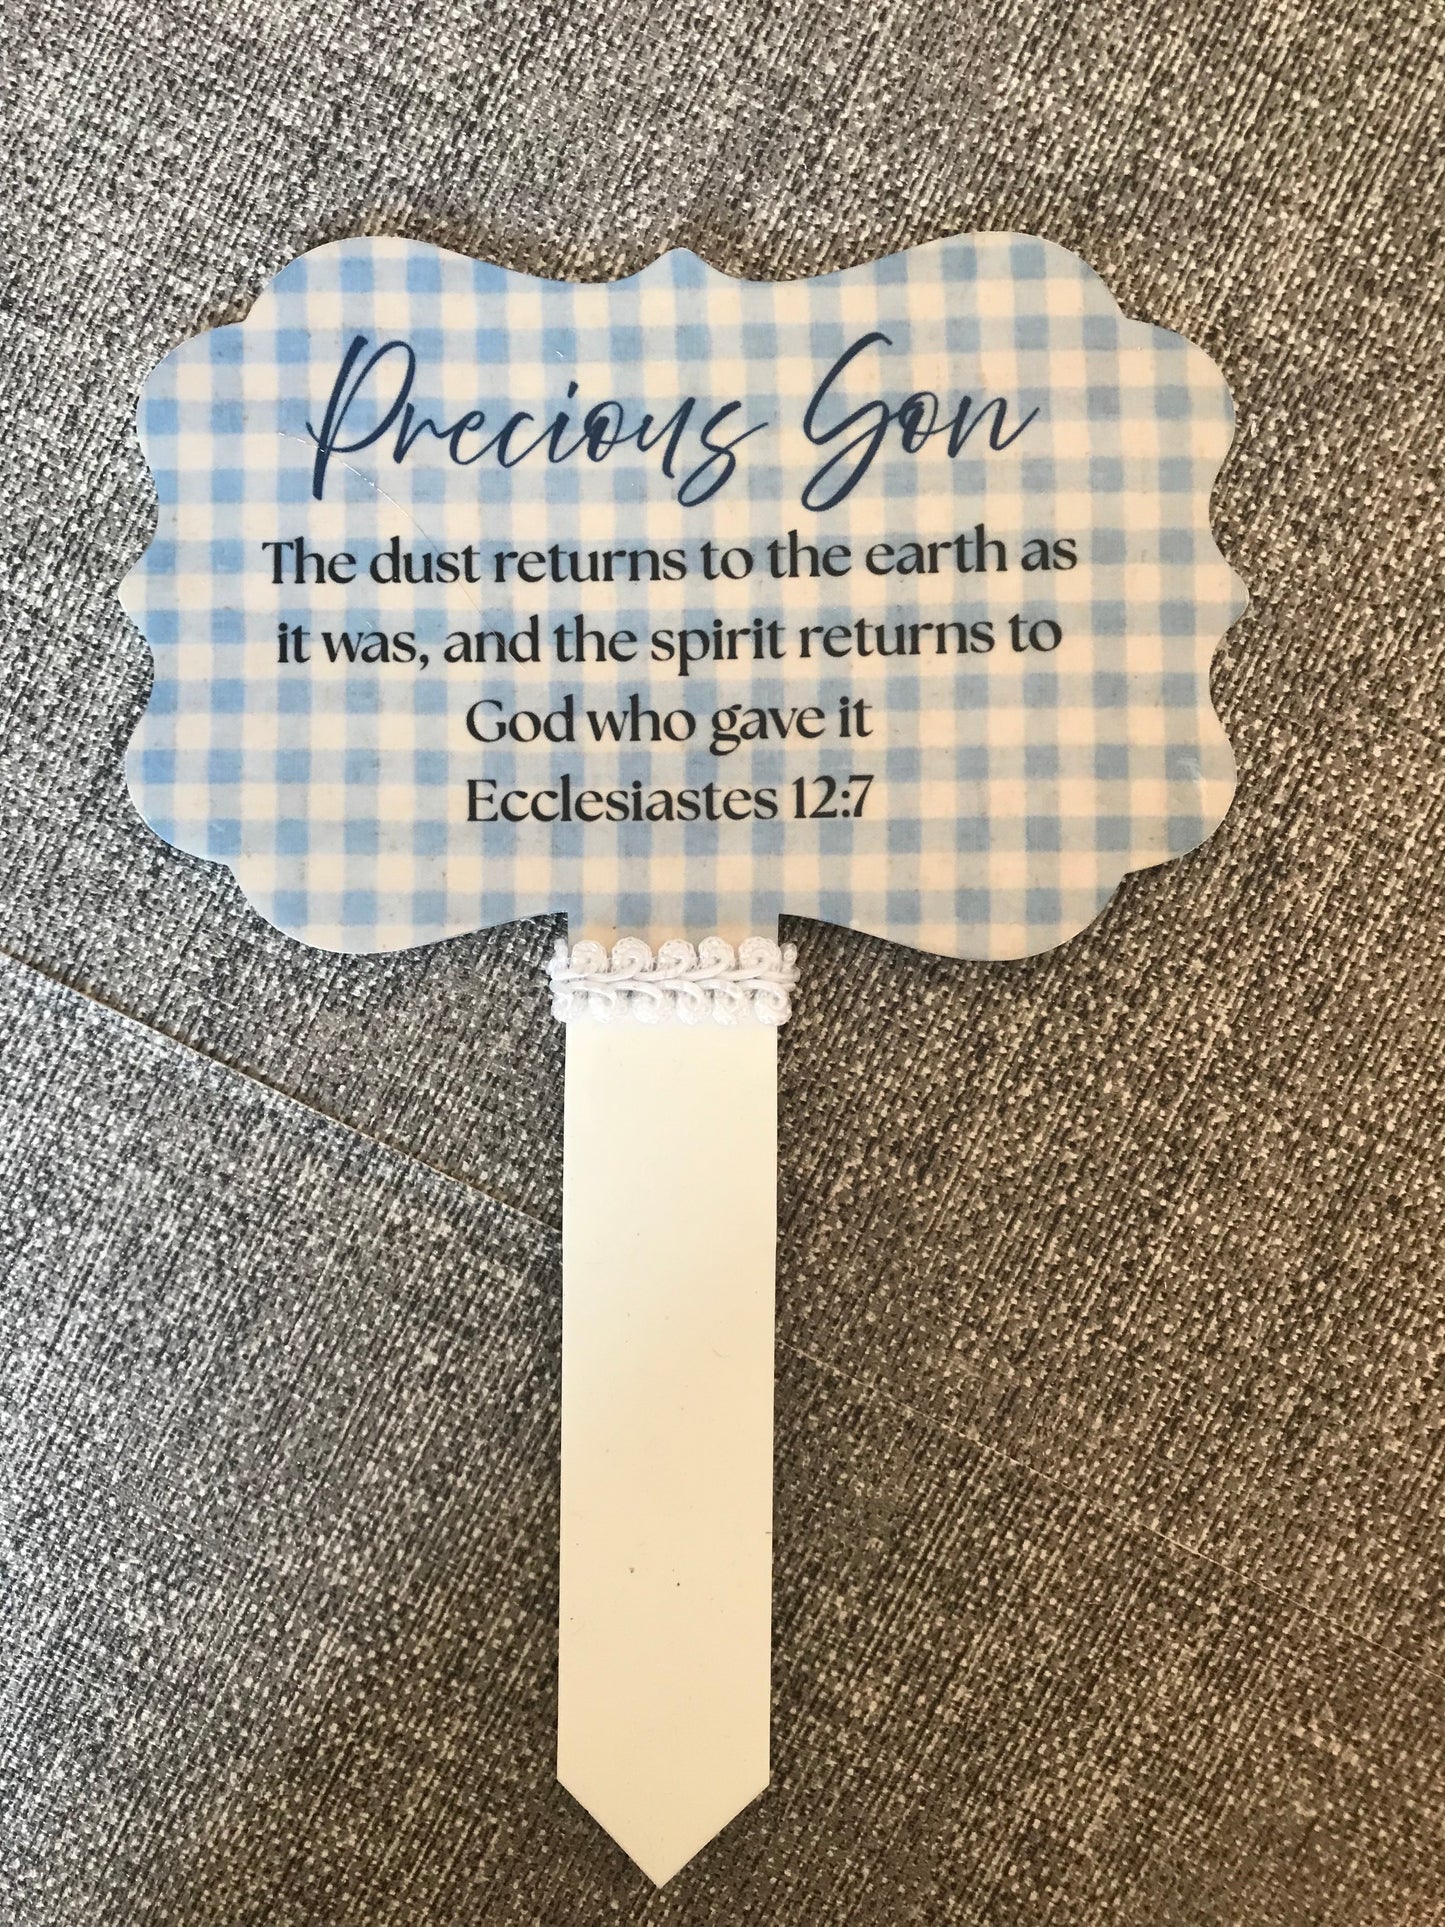 Precious Son
The dust returns to the earth as
it was, and the spirit returns to
God who gave it
Ecclesiastes 12:7